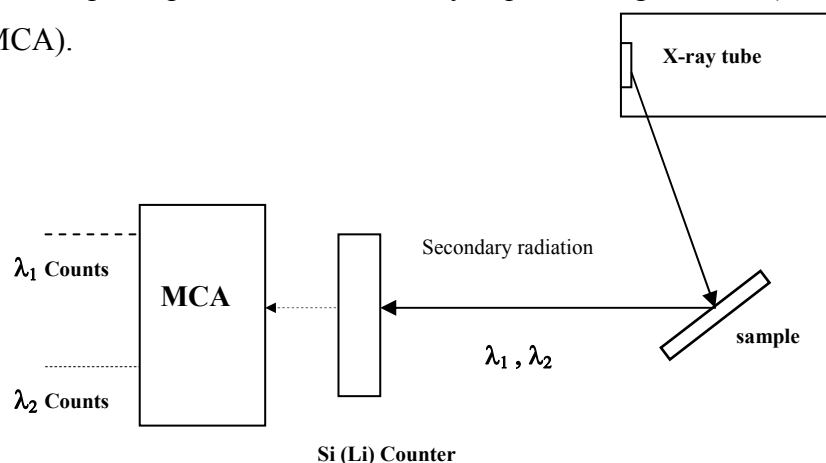 MCA).
X-ray tube
Secondary radiation
λ₁ Counts
MCA
sample
λ₁ , λ₂
λ₂ Counts
Si (Li) Counter